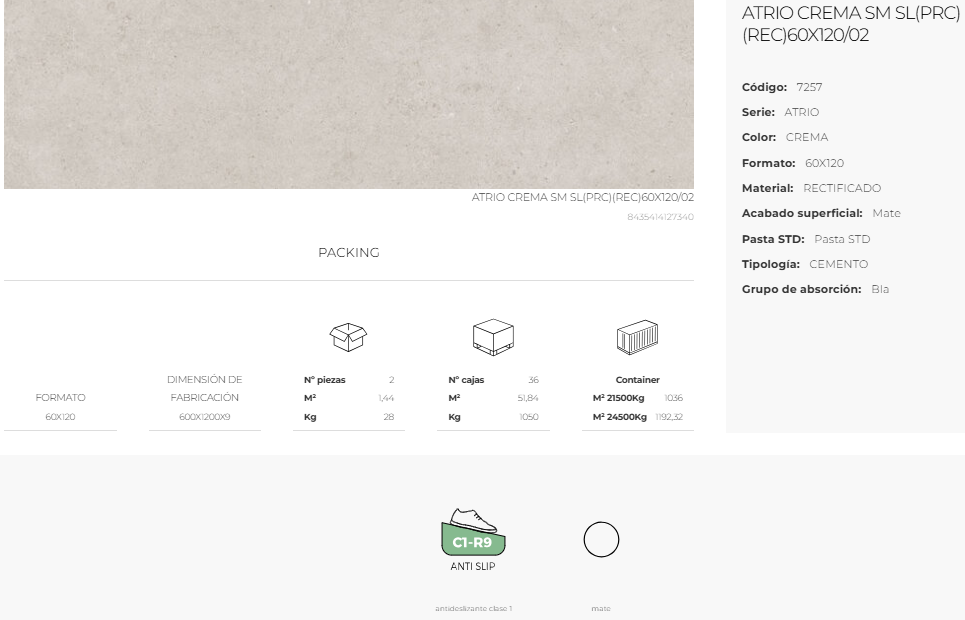 ATRIO CREMA SM SL(PRC)
(REC)60X120/02
Código: 7257
Serie: ATRIO
Color: CREMA
Formato: 60X120
Material: RECTIFICADO
Acabado superficial: Mate
Pasta STD: Pasta STD
Tipología: CEMENTO
Grupo de absorción: BIa
ATRIO CREMA SM SL(PRC)(REC)60X120/02
8435414127340
PACKING
FORMATO
60X120
DIMENSIÓN DE
FABRICACIÓN
600X1200X9
Nº piezas 2
M² 1,44
Kg 28
Nº cajas 36
M² 51,84
Kg 1050
Container
M² 21500Kg 1036
M² 24500Kg 1192,32
C1-R9
ANTI SLIP
antideslizante clase 1
mate